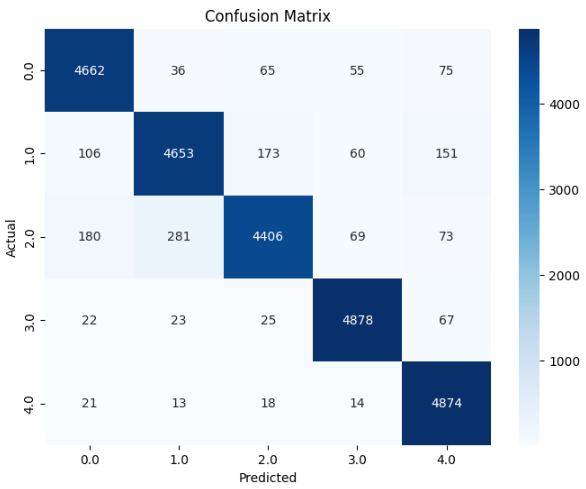 Confusion Matrix
0.0 4662 36 65 55 75
1.0 106 4653 173 60 151
2.0 180 281 4406 69 73
3.0 22 23 25 4878 67
4.0 21 13 18 14 4874
0.0 1.0 2.0 3.0 4.0
Predicted
Actual
4000
3000
2000
1000